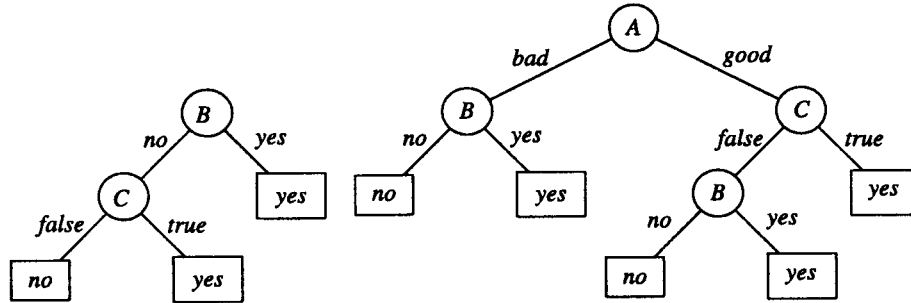 A
bad good
B B C
no yes no yes false true
C yes no yes B yes
false true no yes
no yes no yes